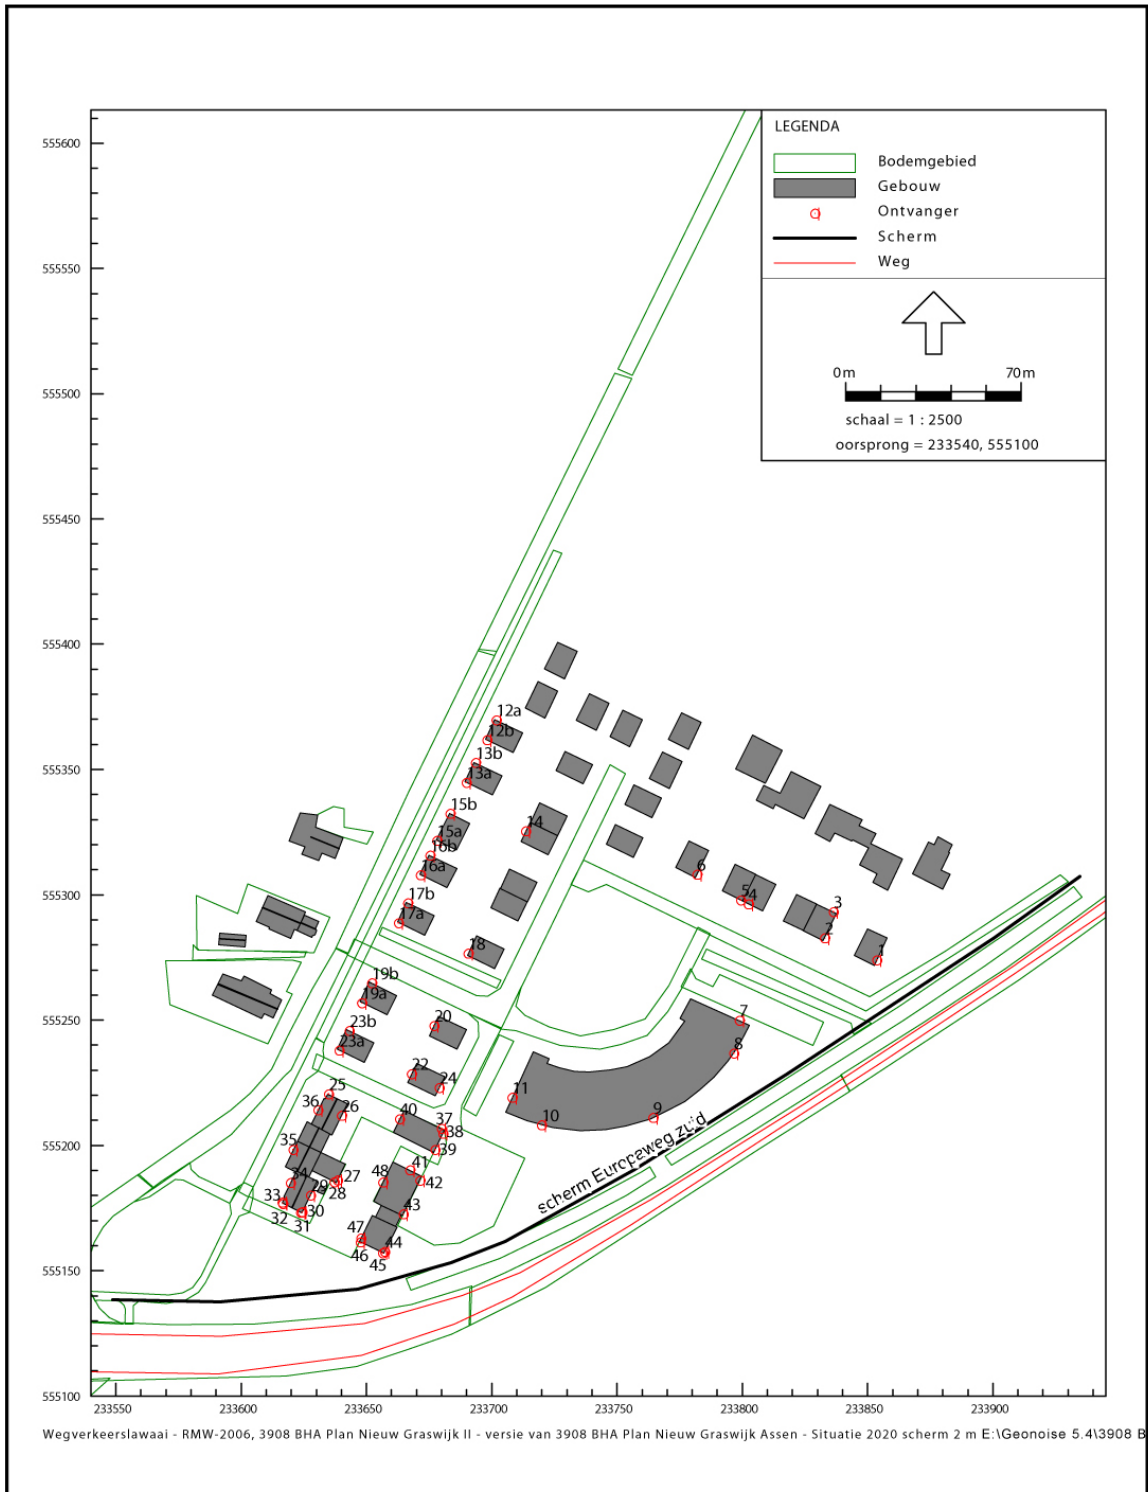 LEGENDA
Bodemgebied
Gebouw
Ontvanger
Scherm
Weg
0m 70m
schaal = 1 : 2500
oorsprong = 233540, 555100
555600
555550
555500
555450
555400
555350
555300
555250
555200
555150
555100
12a
12b
13b
13a
15b
15a
16b
16a
17b
17a
14
18
6
5
4
3
2
1
19b
19a
20
23b
23a
22
24
7
8
9
10
11
25
36
26
40
37
38
39
35
34
27
28
29
33
32
30
31
48
41
42
43
47
46
44
45
scherm Europaweg zuid
233550 233600 233650 233700 233750 233800 233850 233900
Wegverkeerslawaai - RMW-2006, 3908 BHA Plan Nieuw Graswijk II - versie van 3908 BHA Plan Nieuw Graswijk Assen - Situatie 2020 scherm 2 m E:\Geonoise 5.4\3908 B